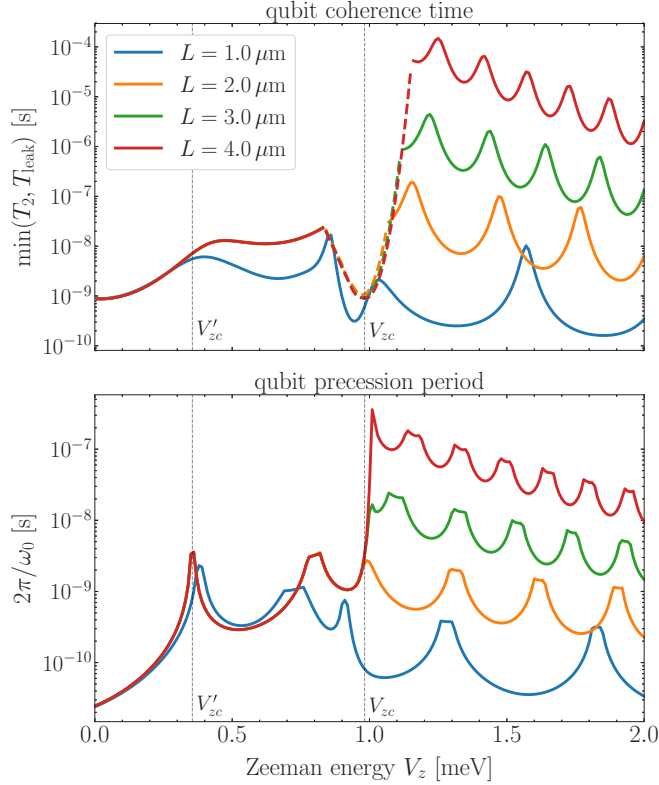 qubit coherence time
min(T₂, T_leak) [s]
10⁻⁴
10⁻⁵
10⁻⁶
10⁻⁷
10⁻⁸
10⁻⁹
10⁻¹⁰
L = 1.0 μm
L = 2.0 μm
L = 3.0 μm
L = 4.0 μm
V′_zc
V_zc
qubit precession period
2π/ω₀ [s]
10⁻⁷
10⁻⁸
10⁻⁹
10⁻¹⁰
V′_zc
V_zc
0.0 0.5 1.0 1.5 2.0
Zeeman energy V_z [meV]